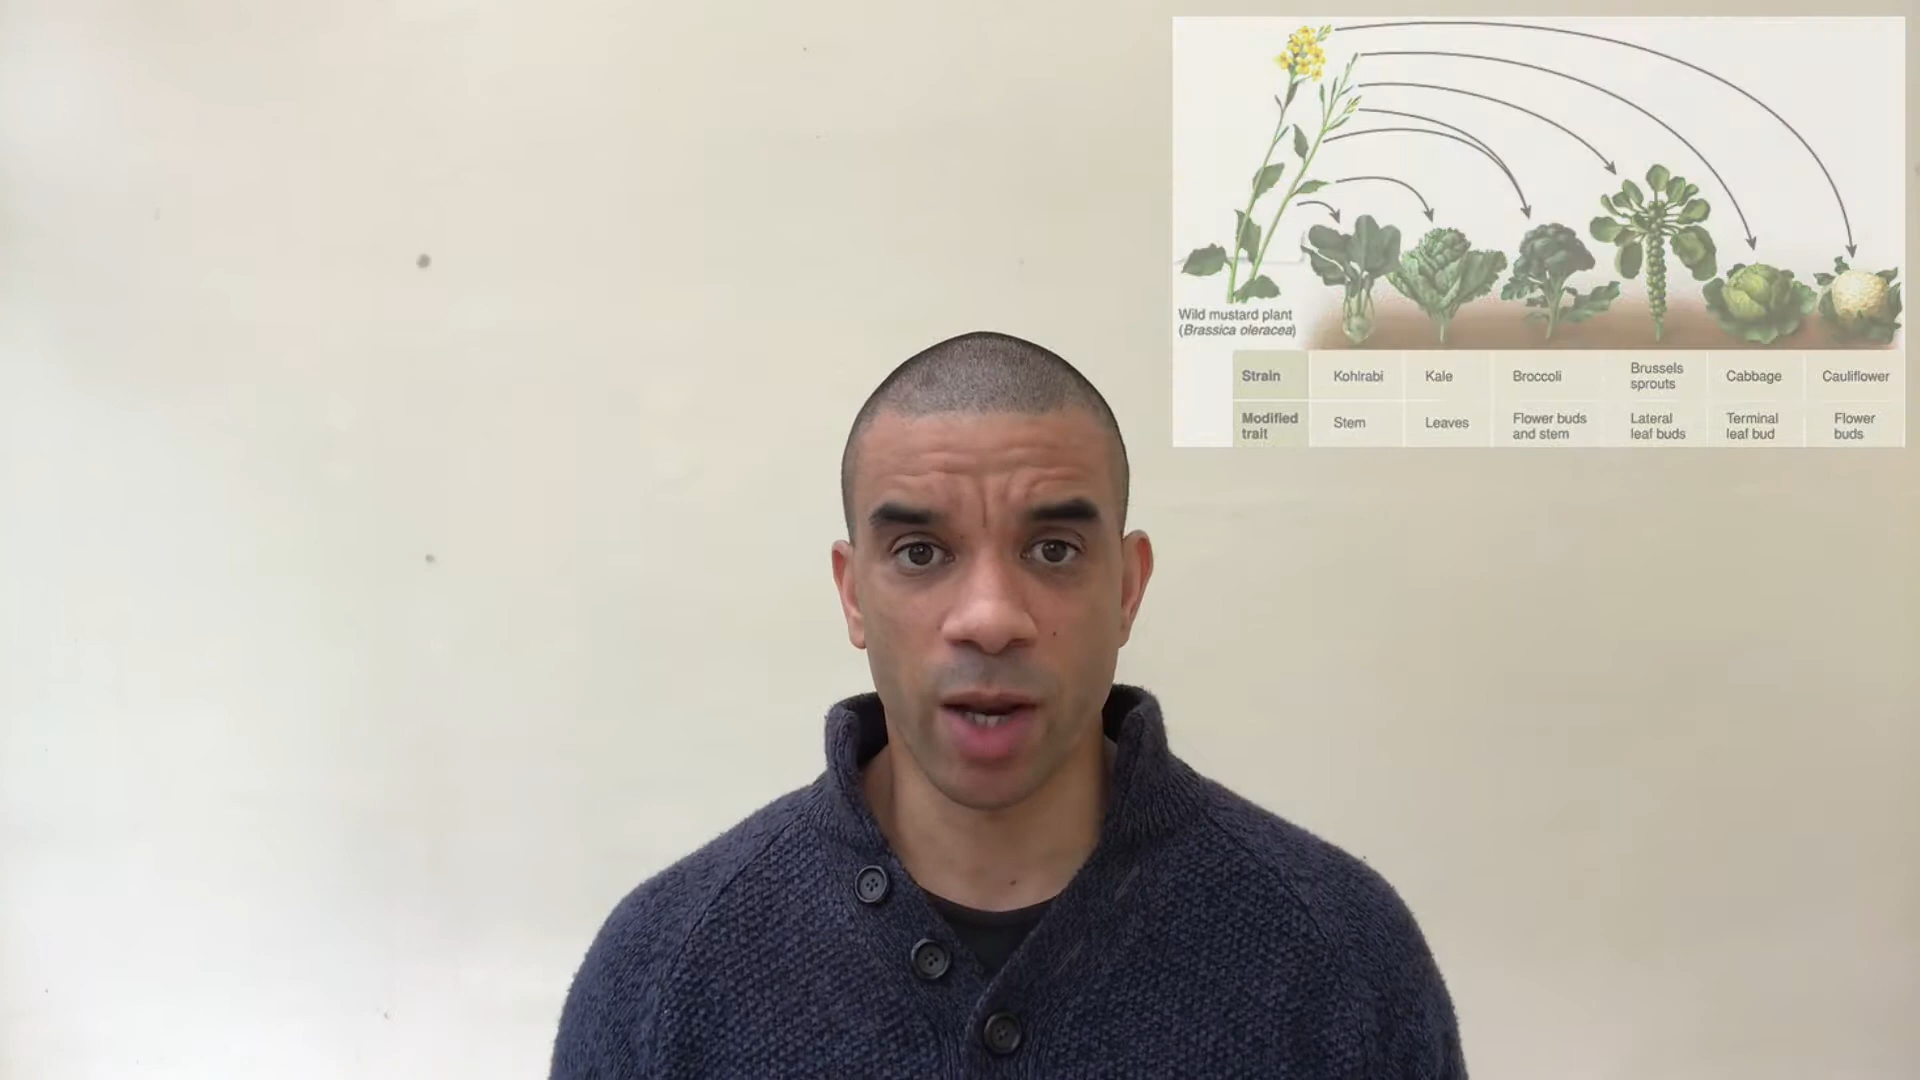 Wild mustard plant
(Brassica oleracea)
Strain
Kohlrabi
Kale
Broccoli
Brussels
sprouts
Cabbage
Cauliflower
Modified
trait
Stem
Leaves
Flower buds
and stem
Lateral
leaf buds
Terminal
leaf bud
Flower
buds